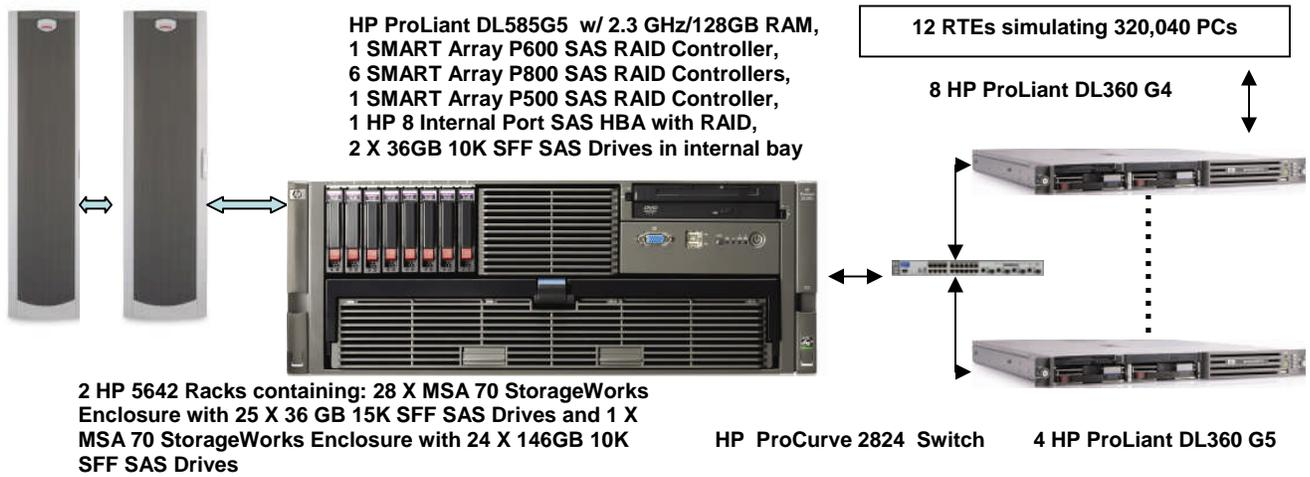 HP ProLiant DL585G5 w/ 2.3 GHz/128GB RAM,
1 SMART Array P600 SAS RAID Controller,
6 SMART Array P800 SAS RAID Controllers,
1 SMART Array P500 SAS RAID Controller,
1 HP 8 Internal Port SAS HBA with RAID,
2 X 36GB 10K SFF SAS Drives in internal bay
12 RTEs simulating 320,040 PCs
8 HP ProLiant DL360 G4
2 HP 5642 Racks containing: 28 X MSA 70 StorageWorks
Enclosure with 25 X 36 GB 15K SFF SAS Drives and 1 X
MSA 70 StorageWorks Enclosure with 24 X 146GB 10K
SFF SAS Drives
HP ProCurve 2824 Switch
4 HP ProLiant DL360 G5